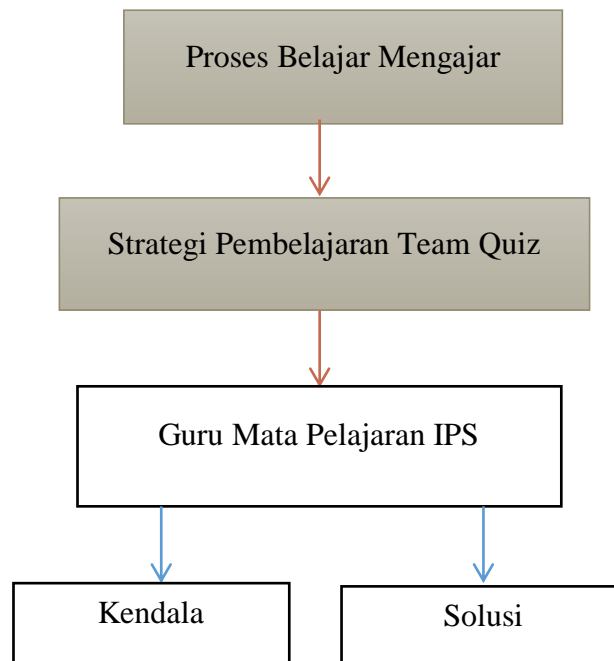 Proses Belajar Mengajar
Strategi Pembelajaran Team Quiz
Guru Mata Pelajaran IPS
Kendala
Solusi